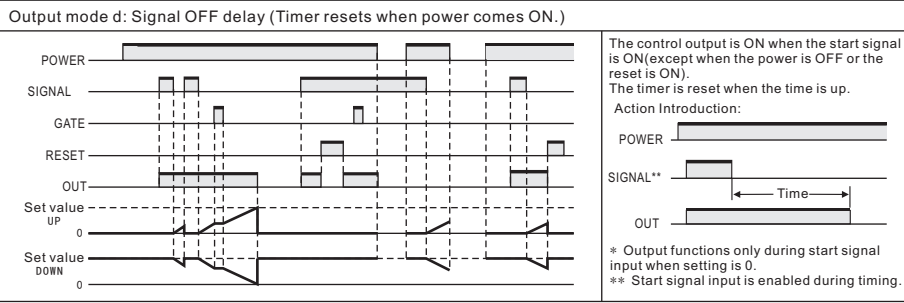 Output mode d: Signal OFF delay (Timer resets when power comes ON.)
POWER
SIGNAL
GATE
RESET
OUT
Set value
UP
0
Set value
DOWN
0
The control output is ON when the start signal
is ON(except when the power is OFF or the
reset is ON).
The timer is reset when the time is up.
Action Introduction:
POWER
SIGNAL**
Time
OUT
* Output functions only during start signal
input when setting is 0.
** Start signal input is enabled during timing.